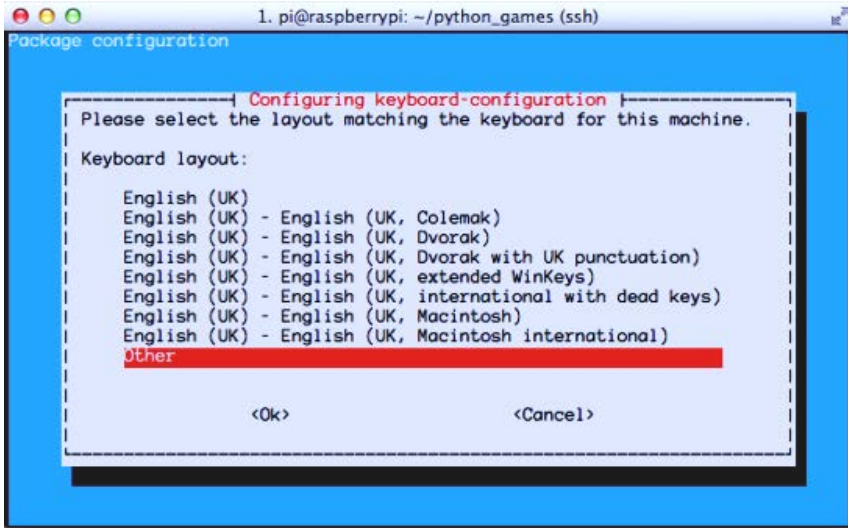 1. pi@raspberrypi: ~/python_games (ssh)
Package configuration
Configuring keyboard-configuration
Please select the layout matching the keyboard for this machine.
Keyboard layout:
English (UK)
English (UK) - English (UK, Colemak)
English (UK) - English (UK, Dvorak)
English (UK) - English (UK, Dvorak with UK punctuation)
English (UK) - English (UK, extended WinKeys)
English (UK) - English (UK, international with dead keys)
English (UK) - English (UK, Macintosh)
English (UK) - English (UK, Macintosh international)
Other
<Ok> <Cancel>